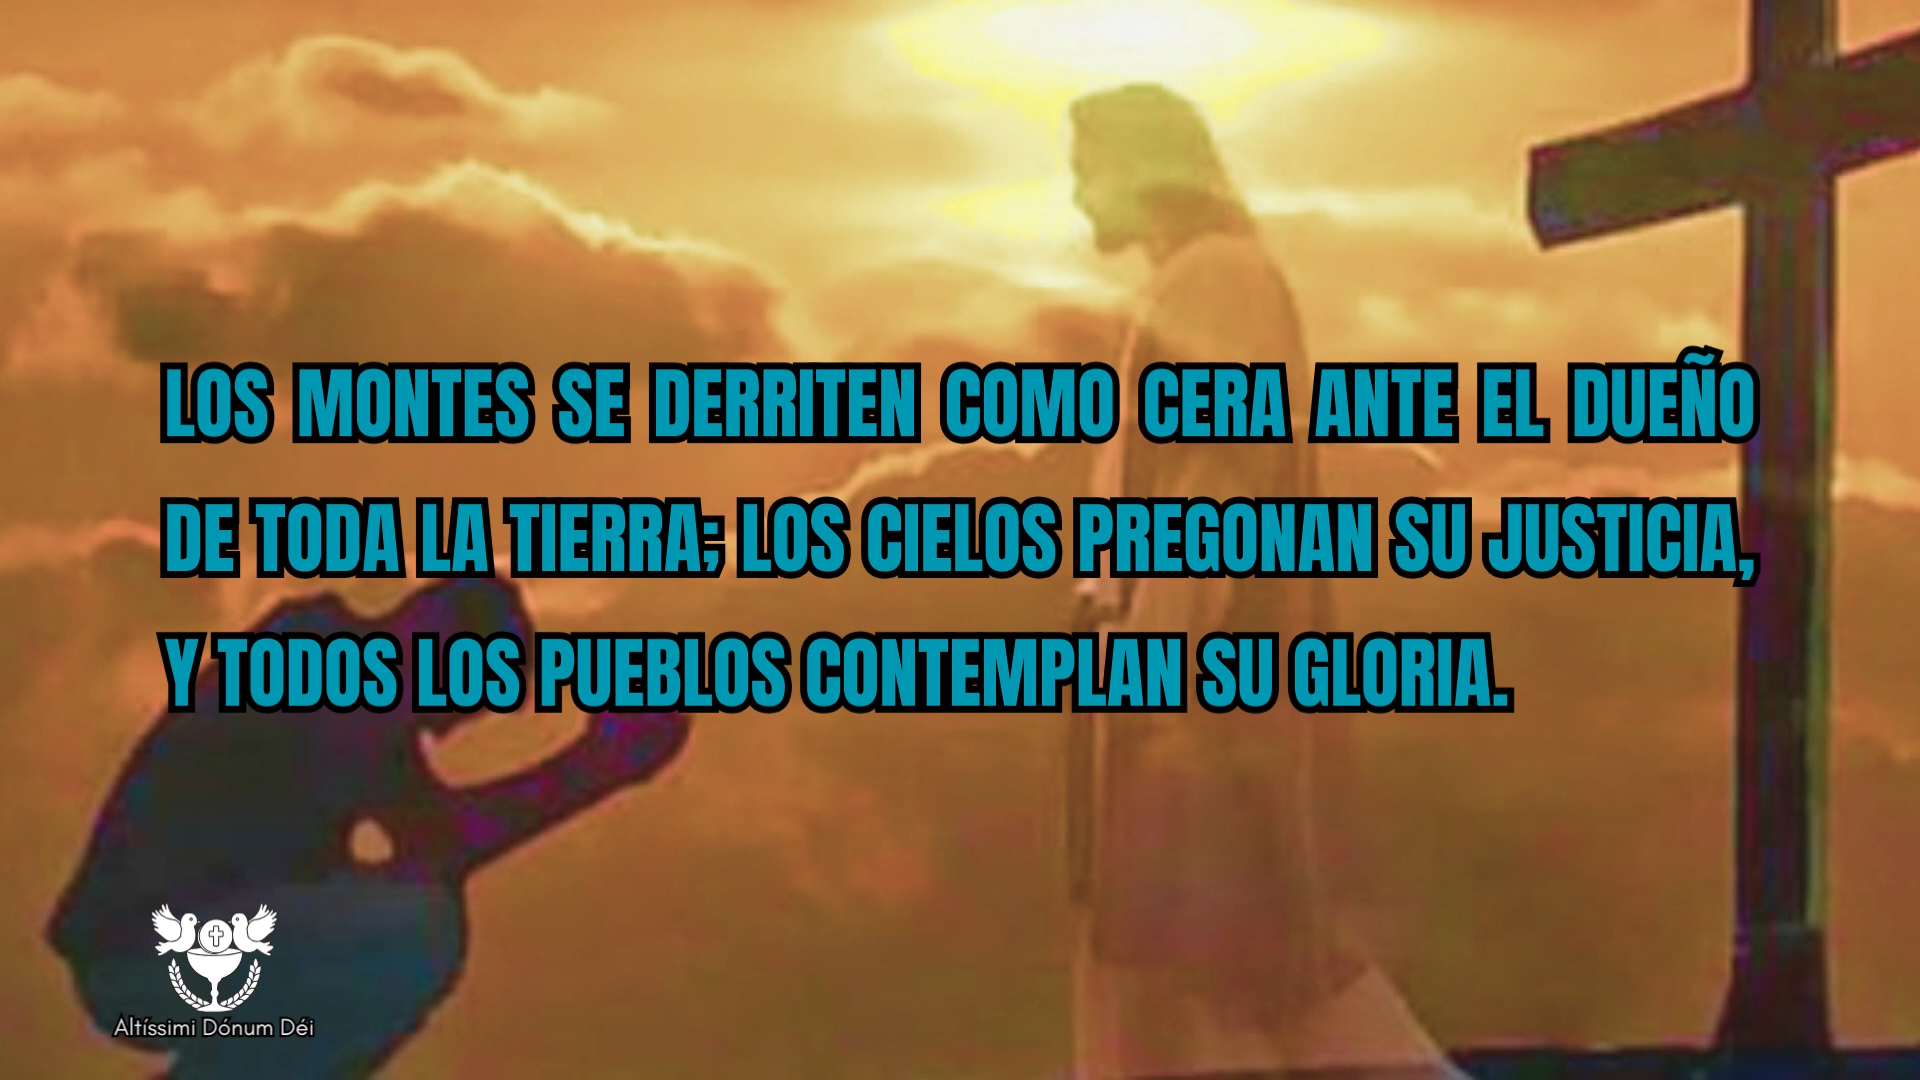 LOS MONTES SE DERRITEN COMO CERA ANTE EL DUEÑO
DE TODA LA TIERRA; LOS CIELOS PREGONAN SU JUSTICIA,
Y TODOS LOS PUEBLOS CONTEMPLAN SU GLORIA.
Altíssimi Dónum Déi